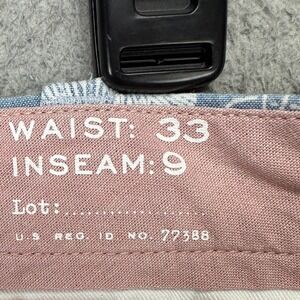 WAIST: 33
INSEAM: 9
Lot:......................
U.S REG. ID NO. 77388